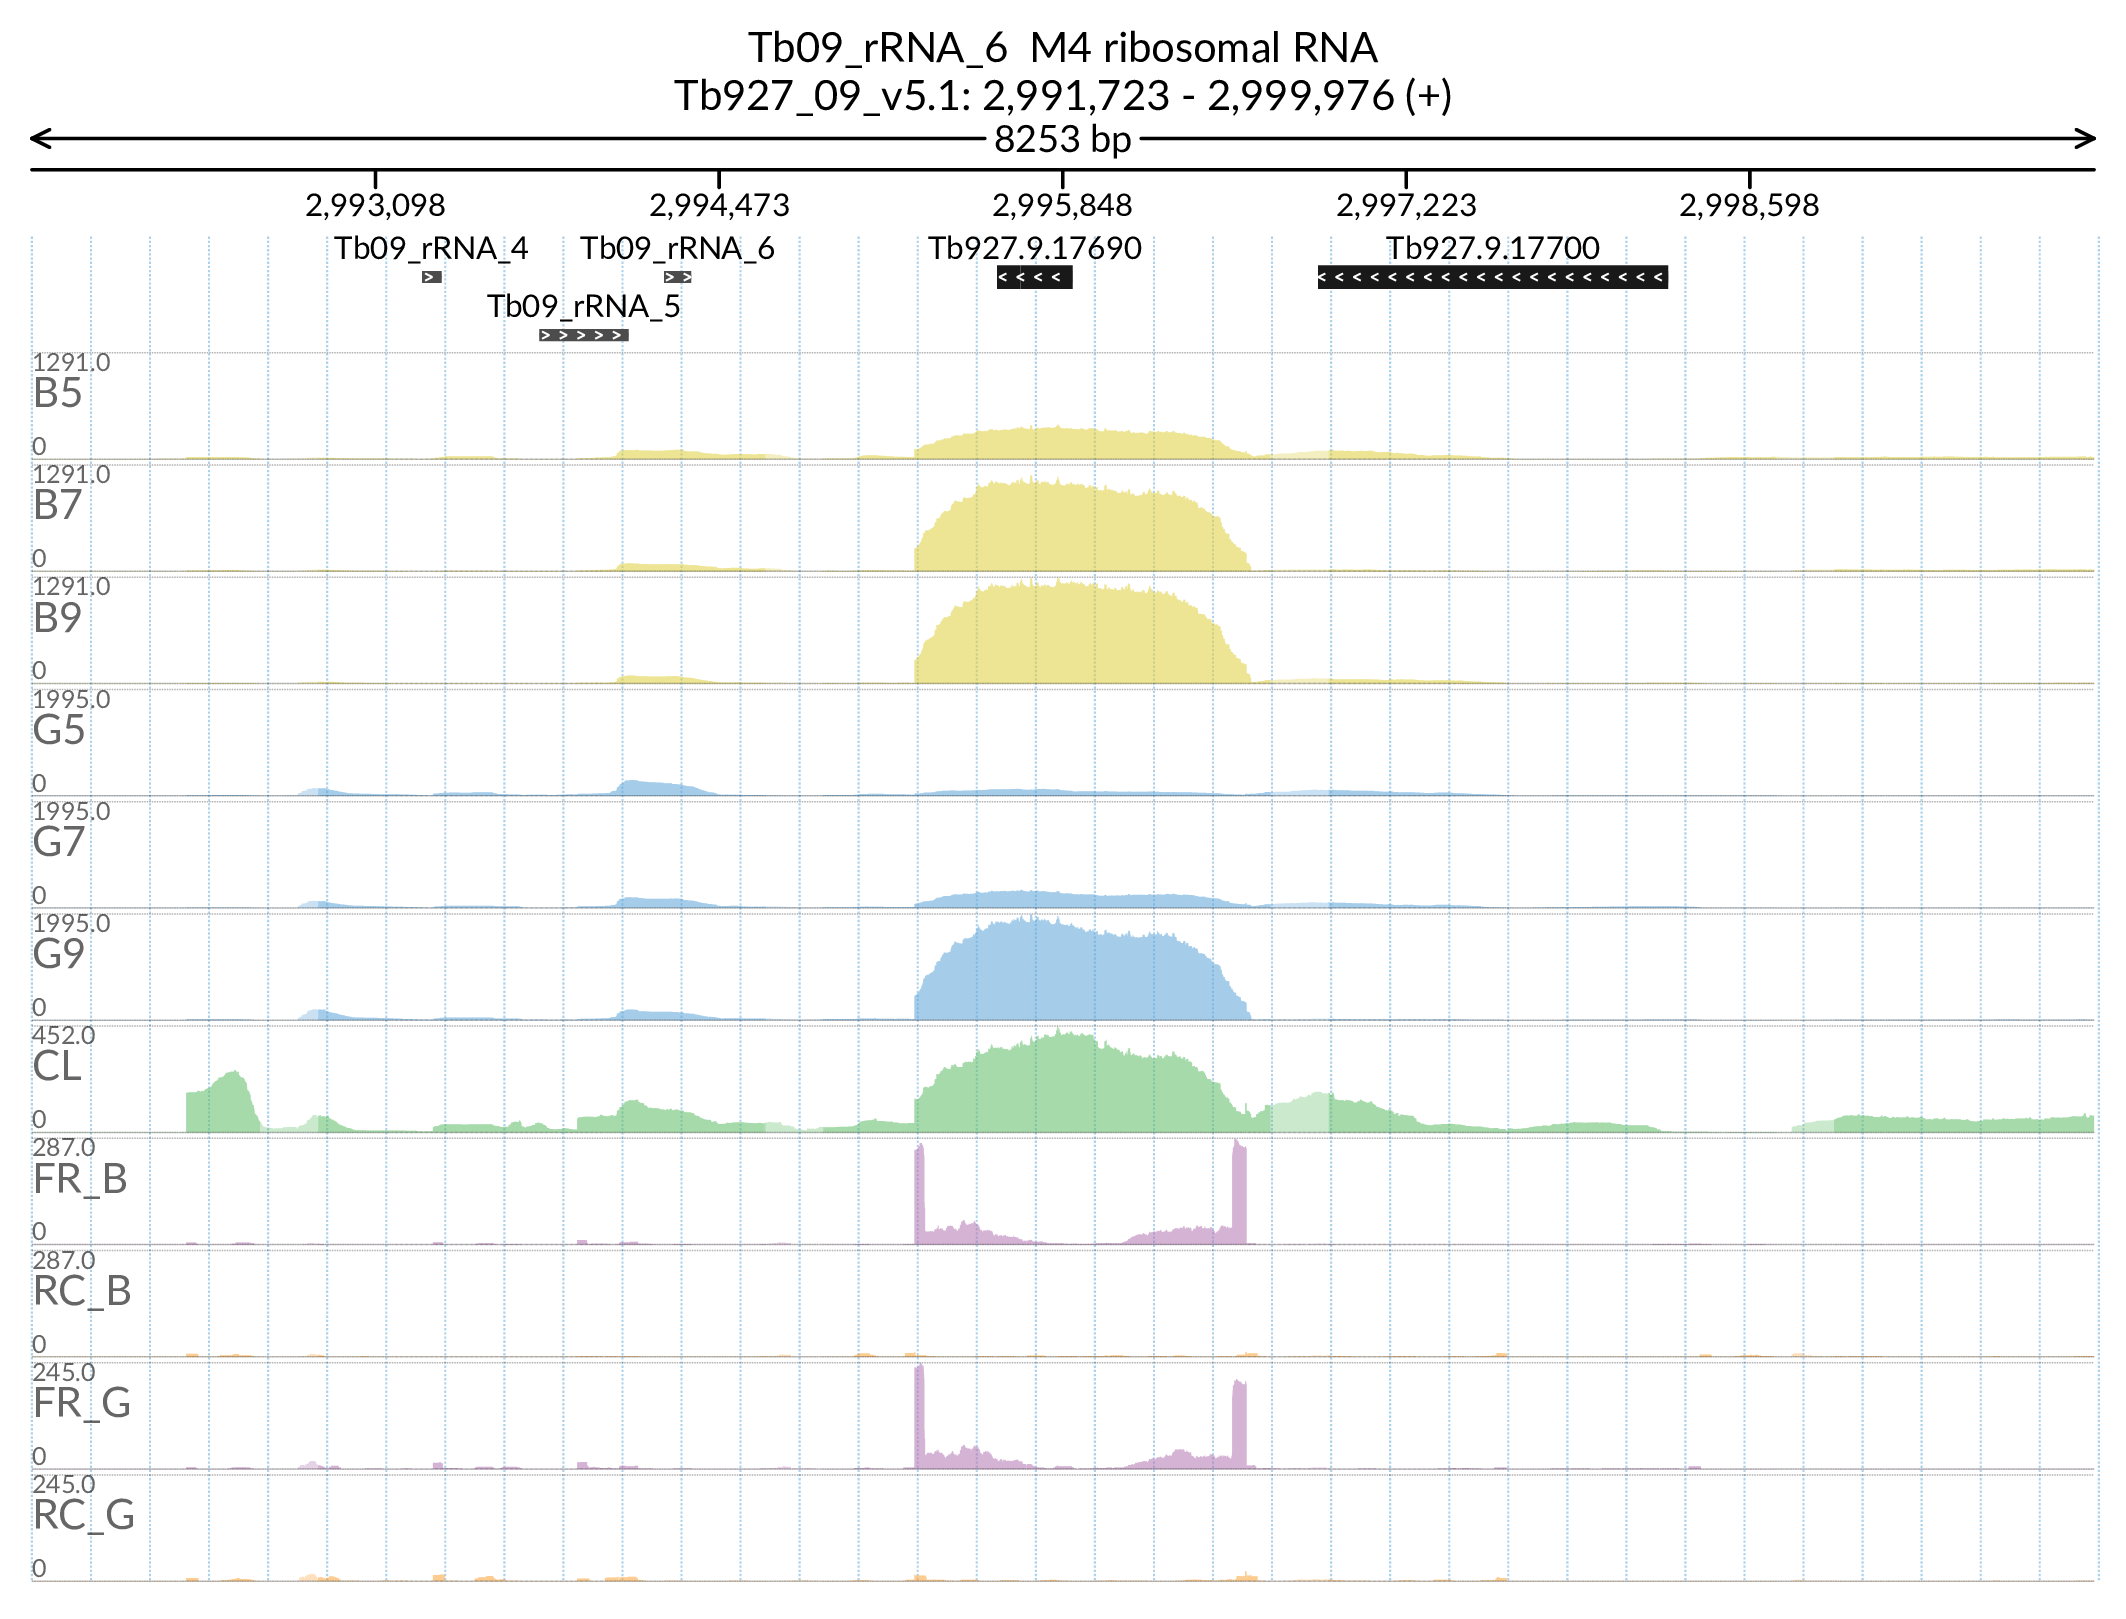 Tb09_rRNA_6  M4 ribosomal RNA
Tb927_09_v5.1: 2,991,723 - 2,999,976 (+)
8253 bp
2,993,098 2,994,473 2,995,848 2,997,223 2,998,598
Tb09_rRNA_4 Tb09_rRNA_6 Tb927.9.17690 Tb927.9.17700
Tb09_rRNA_5
1291.0
B5
0
1291.0
B7
0
1291.0
B9
0
1995.0
G5
0
1995.0
G7
0
1995.0
G9
0
452.0
CL
0
287.0
FR_B
0
287.0
RC_B
0
245.0
FR_G
0
245.0
RC_G
0